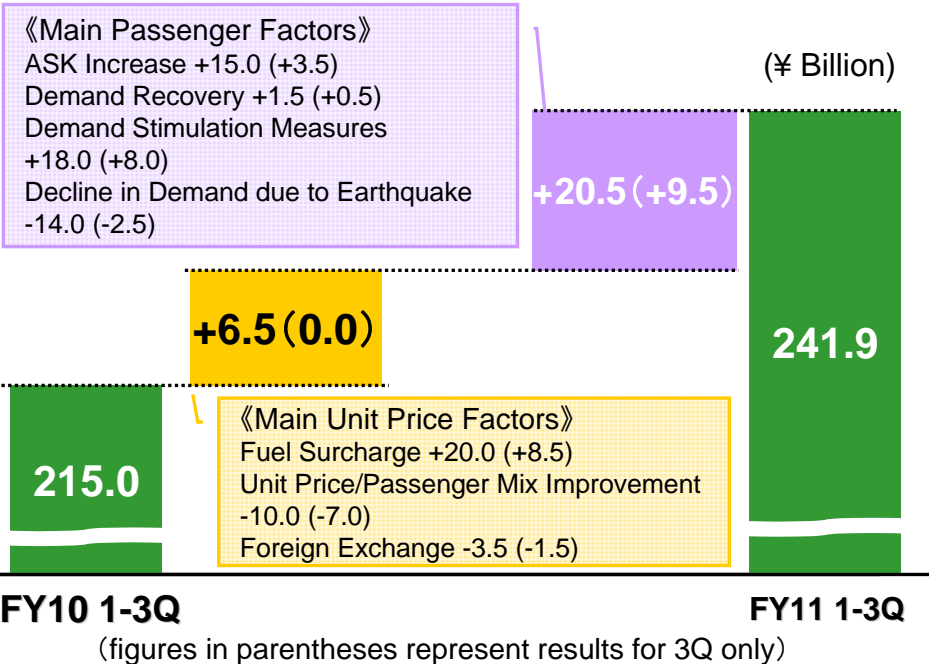 《Main Passenger Factors》
ASK Increase +15.0 (+3.5)
Demand Recovery +1.5 (+0.5)
Demand Stimulation Measures
+18.0 (+8.0)
Decline in Demand due to Earthquake
-14.0 (-2.5)
(¥ Billion)
+20.5（+9.5）
+6.5（0.0）
241.9
《Main Unit Price Factors》
Fuel Surcharge +20.0 (+8.5)
Unit Price/Passenger Mix Improvement
-10.0 (-7.0)
Foreign Exchange -3.5 (-1.5)
215.0
FY10 1-3Q
FY11 1-3Q
（figures in parentheses represent results for 3Q only）